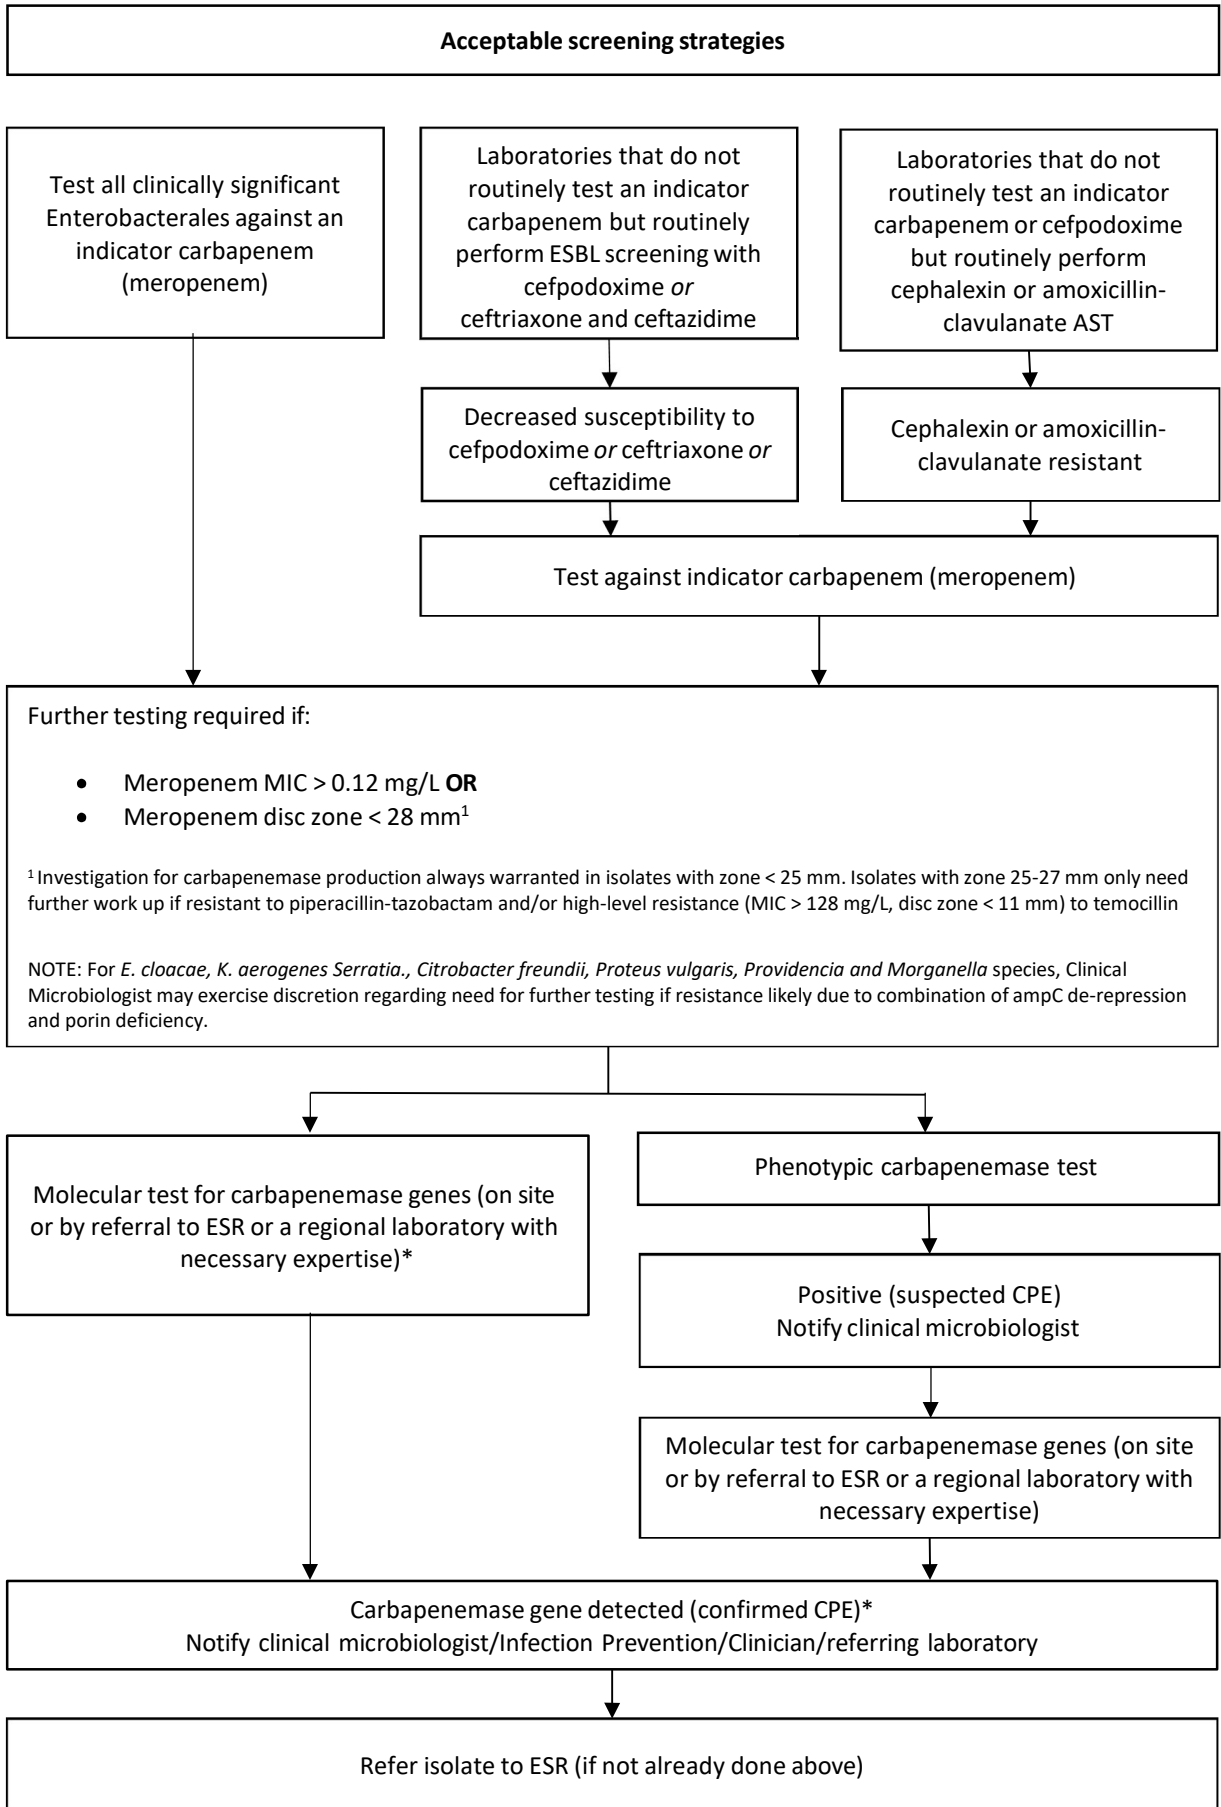 Acceptable screening strategies
Test all clinically significant
Enterobacterales against an
indicator carbapenem
(meropenem)
Laboratories that do not
routinely test an indicator
carbapenem but routinely
perform ESBL screening with
cefpodoxime or
ceftriaxone and ceftazidime
Laboratories that do not
routinely test an indicator
carbapenem or cefpodoxime
but routinely perform
cephalexin or amoxicillin-
clavulanate AST
Decreased susceptibility to
cefpodoxime or ceftriaxone or
ceftazidime
Cephalexin or amoxicillin-
clavulanate resistant
Test against indicator carbapenem (meropenem)
Further testing required if:
• Meropenem MIC > 0.12 mg/L OR
• Meropenem disc zone < 28 mm¹
¹ Investigation for carbapenemase production always warranted in isolates with zone < 25 mm. Isolates with zone 25-27 mm only need
further work up if resistant to piperacillin-tazobactam and/or high-level resistance (MIC > 128 mg/L, disc zone < 11 mm) to temocillin
NOTE: For E. cloacae, K. aerogenes Serratia., Citrobacter freundii, Proteus vulgaris, Providencia and Morganella species, Clinical
Microbiologist may exercise discretion regarding need for further testing if resistance likely due to combination of ampC de-repression
and porin deficiency.
Molecular test for carbapenemase genes (on site
or by referral to ESR or a regional laboratory with
necessary expertise)*
Phenotypic carbapenemase test
Positive (suspected CPE)
Notify clinical microbiologist
Molecular test for carbapenemase genes (on site
or by referral to ESR or a regional laboratory with
necessary expertise)
Carbapenemase gene detected (confirmed CPE)*
Notify clinical microbiologist/Infection Prevention/Clinician/referring laboratory
Refer isolate to ESR (if not already done above)